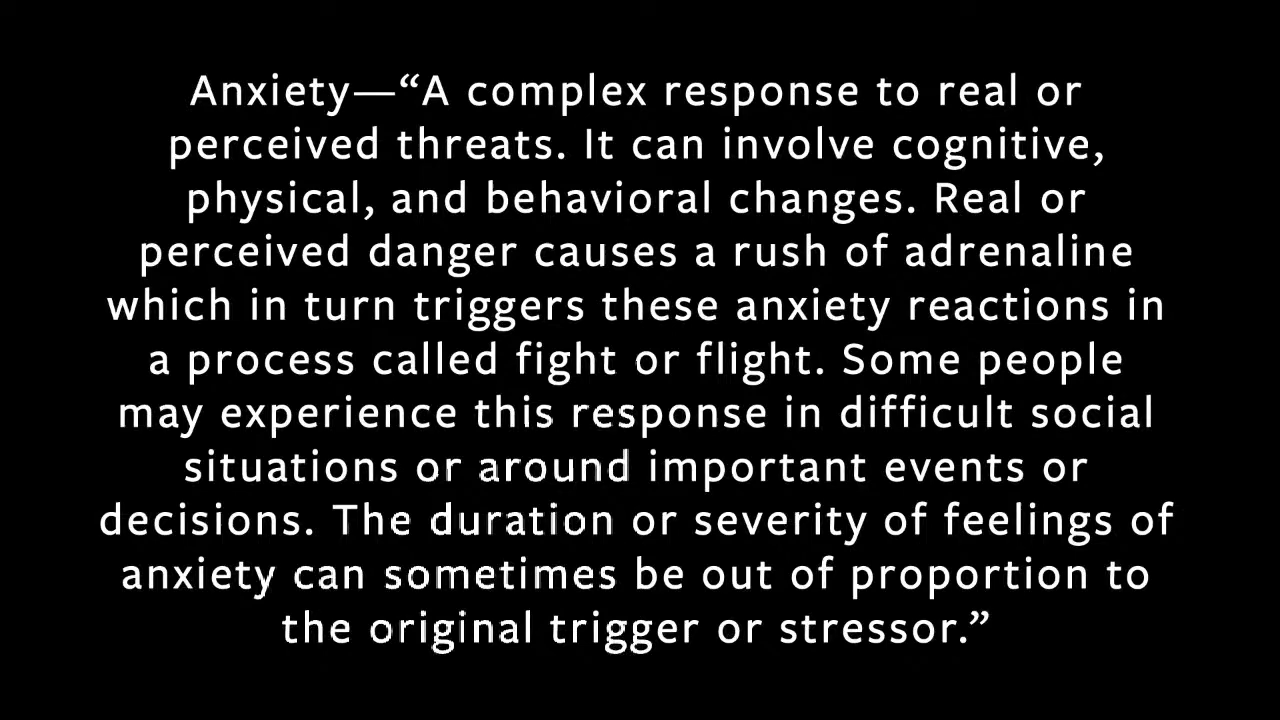 Anxiety—“A complex response to real or
perceived threats. It can involve cognitive,
physical, and behavioral changes. Real or
perceived danger causes a rush of adrenaline
which in turn triggers these anxiety reactions in
a process called fight or flight. Some people
may experience this response in difficult social
situations or around important events or
decisions. The duration or severity of feelings of
anxiety can sometimes be out of proportion to
the original trigger or stressor.”